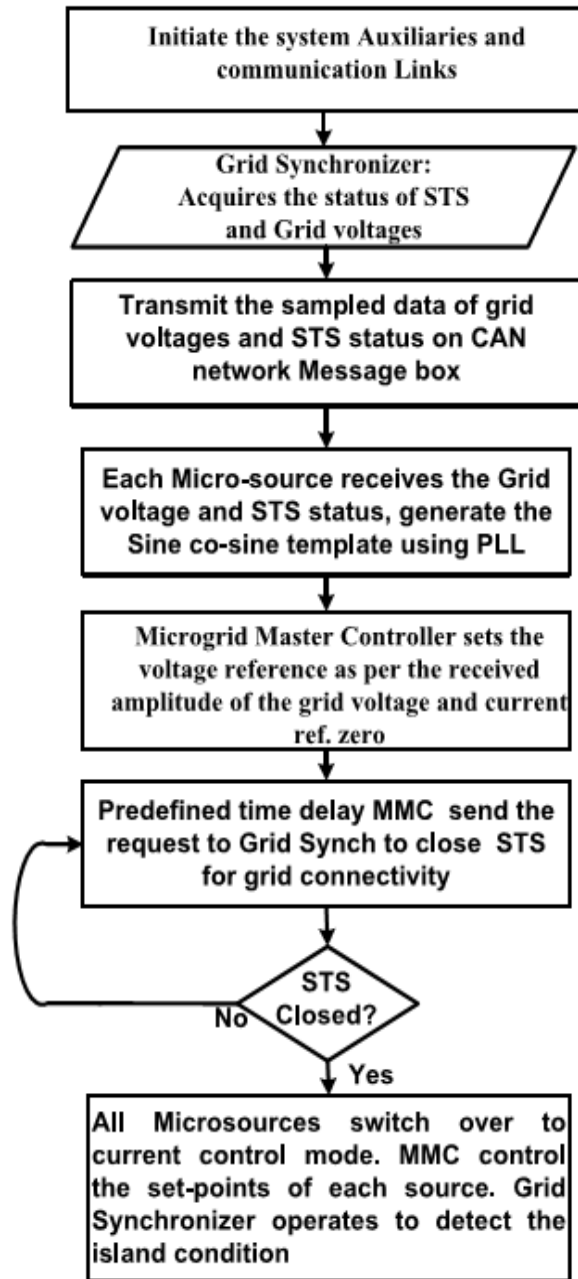 Initiate the system Auxiliaries and
communication Links
Grid Synchronizer:
Acquires the status of STS
and Grid voltages
Transmit the sampled data of grid
voltages and STS status on CAN
network Message box
Each Micro-source receives the Grid
voltage and STS status, generate the
Sine co-sine template using PLL
Microgrid Master Controller sets the
voltage reference as per the received
amplitude of the grid voltage and current
ref. zero
Predefined time delay MMC send the
request to Grid Synch to close STS
for grid connectivity
STS
Closed?
No
Yes
All Microsources switch over to
current control mode. MMC control
the set-points of each source. Grid
Synchronizer operates to detect the
island condition